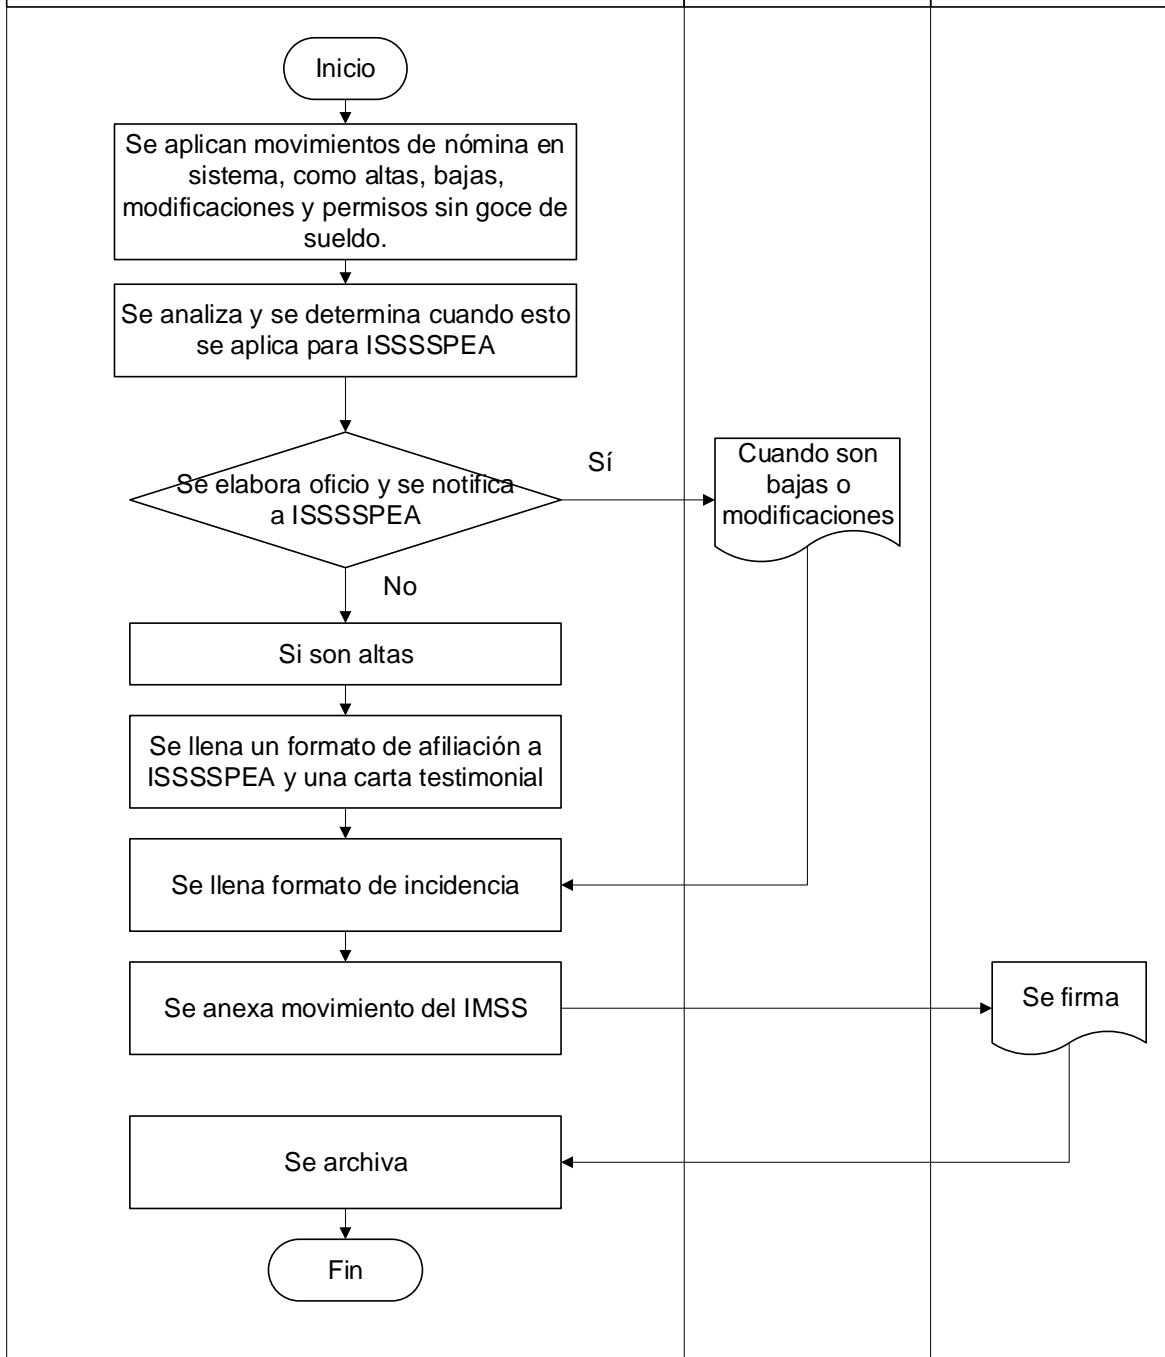 Inicio
Se aplican movimientos de nómina en
sistema, como altas, bajas,
modificaciones y permisos sin goce de
sueldo.
Se analiza y se determina cuando esto
se aplica para ISSSSPEA
Se elabora oficio y se notifica
a ISSSSPEA
Sí
Cuando son
bajas o
modificaciones
No
Si son altas
Se llena un formato de afiliación a
ISSSSPEA y una carta testimonial
Se llena formato de incidencia
Se anexa movimiento del IMSS
Se firma
Se archiva
Fin